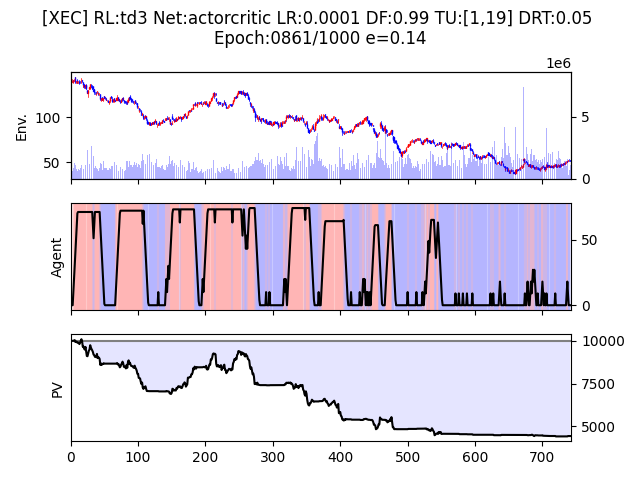 [XEC] RL:td3 Net:actorcritic LR:0.0001 DF:0.99 TU:[1,19] DRT:0.05
Epoch:0861/1000 e=0.14
1e6
Env.
100
50
5
0
Agent
50
0
PV
10000
7500
5000
0 100 200 300 400 500 600 700